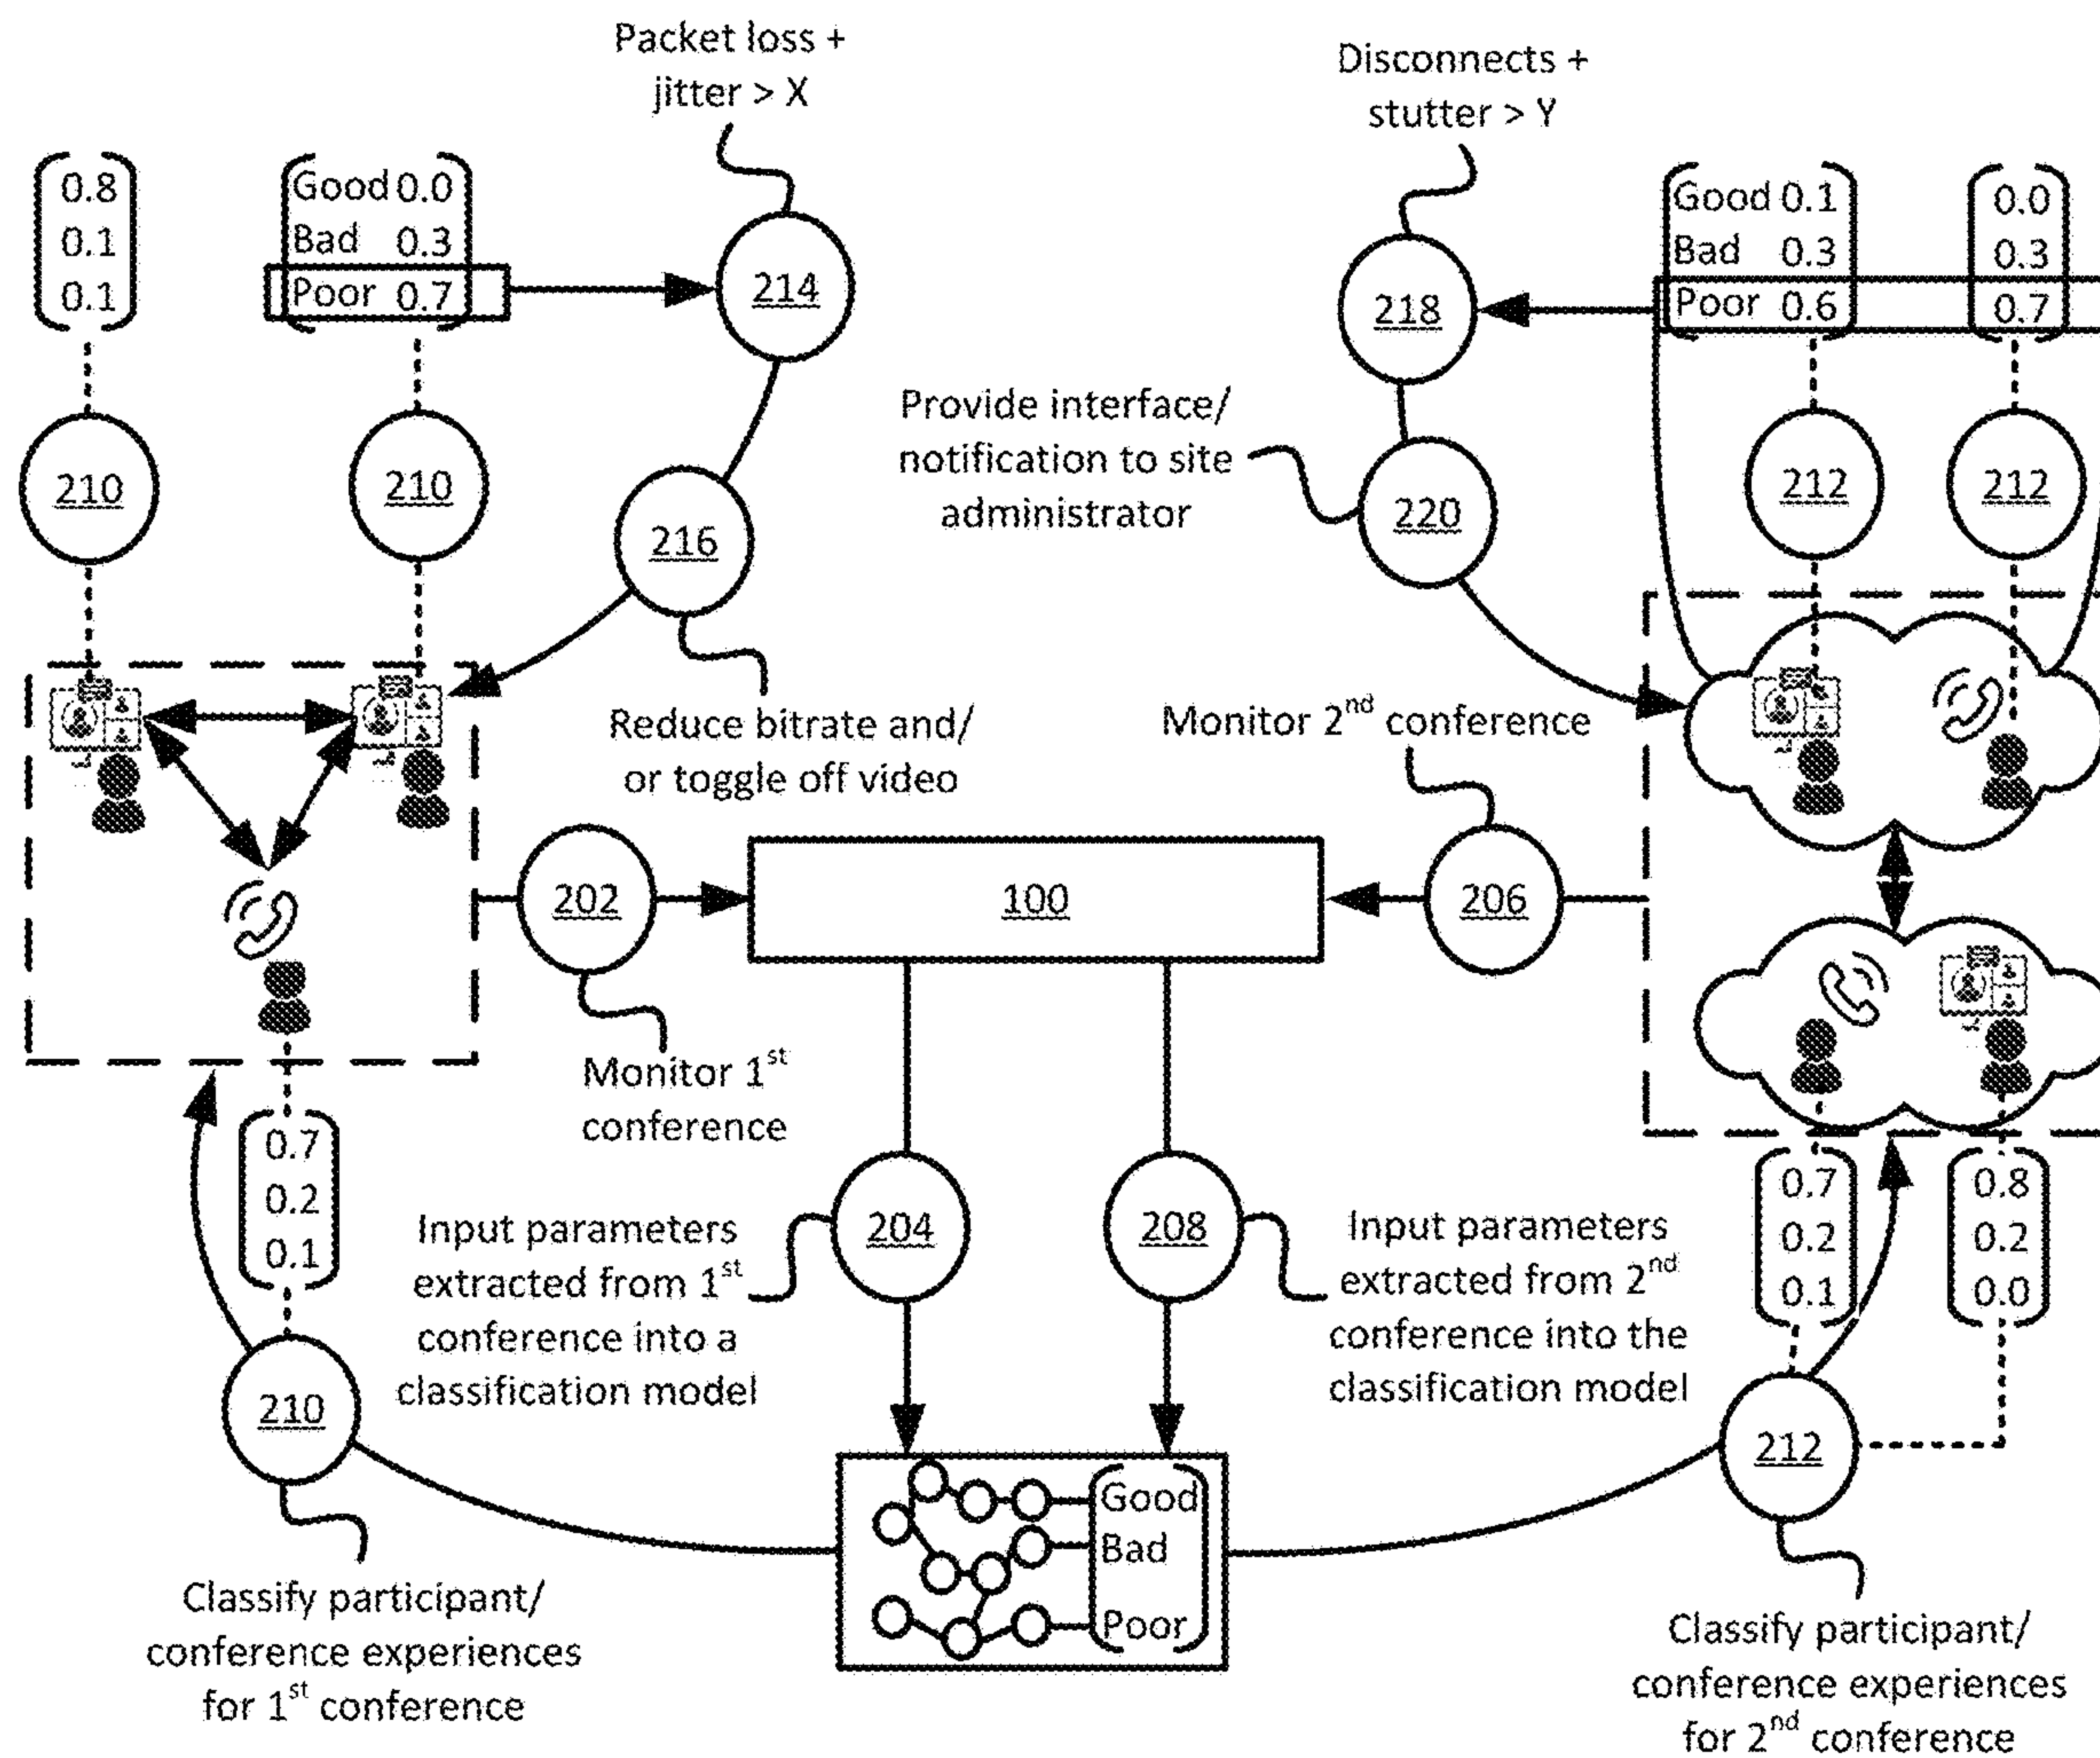 Packet loss +
jitter > X
Disconnects +
stutter > Y
0.8
0.1
0.1
Good 0.0
Bad 0.3
Poor 0.7
214
218
Good 0.1
Bad 0.3
Poor 0.6
0.0
0.3
0.7
210
210
216
Provide interface/
notification to site
administrator
220
212
212
Reduce bitrate and/
or toggle off video
Monitor 2nd conference
202
100
206
Monitor 1st
conference
0.7
0.2
0.1
204
208
0.7
0.2
0.1
0.8
0.2
0.0
Input parameters
extracted from 1st
conference into a
classification model
Input parameters
extracted from 2nd
conference into the
classification model
210
212
Good
Bad
Poor
Classify participant/
conference experiences
for 1st conference
Classify participant/
conference experiences
for 2nd conference